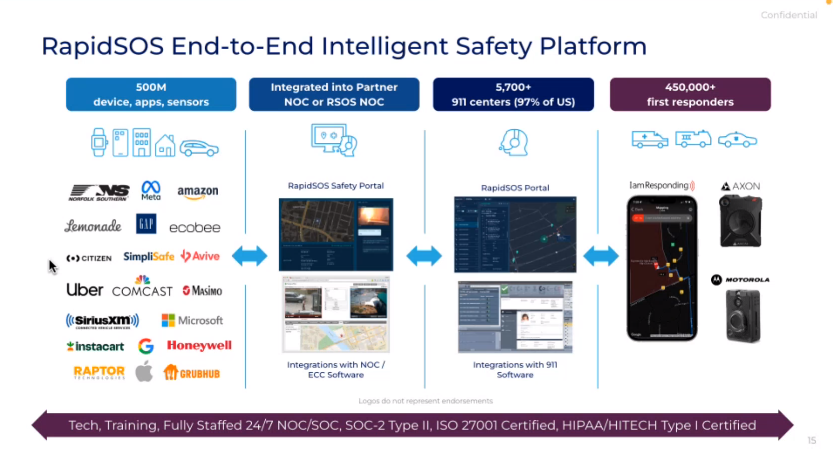 Confidential
RapidSOS End-to-End Intelligent Safety Platform
500M
device, apps, sensors
Integrated into Partner
NOC or RSOS NOC
5,700+
911 centers (97% of US)
450,000+
first responders
RapidSOS Safety Portal
RapidSOS Portal
IamResponding
AXON
NORFOLK SOUTHERN
Meta
amazon
Lemonade
GAP
ecobee
CITIZEN
SimpliSafe
Avive
Uber
COMCAST
Masimo
MOTOROLA
SiriusXM
CONNECTED VEHICLE SERVICES
Microsoft
instacart
G
Honeywell
RAPTOR
TECHNOLOGIES
GRUBHUB
Integrations with NOC /
ECC Software
Integrations with 911
Software
Logos do not represent endorsements
Tech, Training, Fully Staffed 24/7 NOC/SOC, SOC-2 Type II, ISO 27001 Certified, HIPAA/HITECH Type I Certified
15